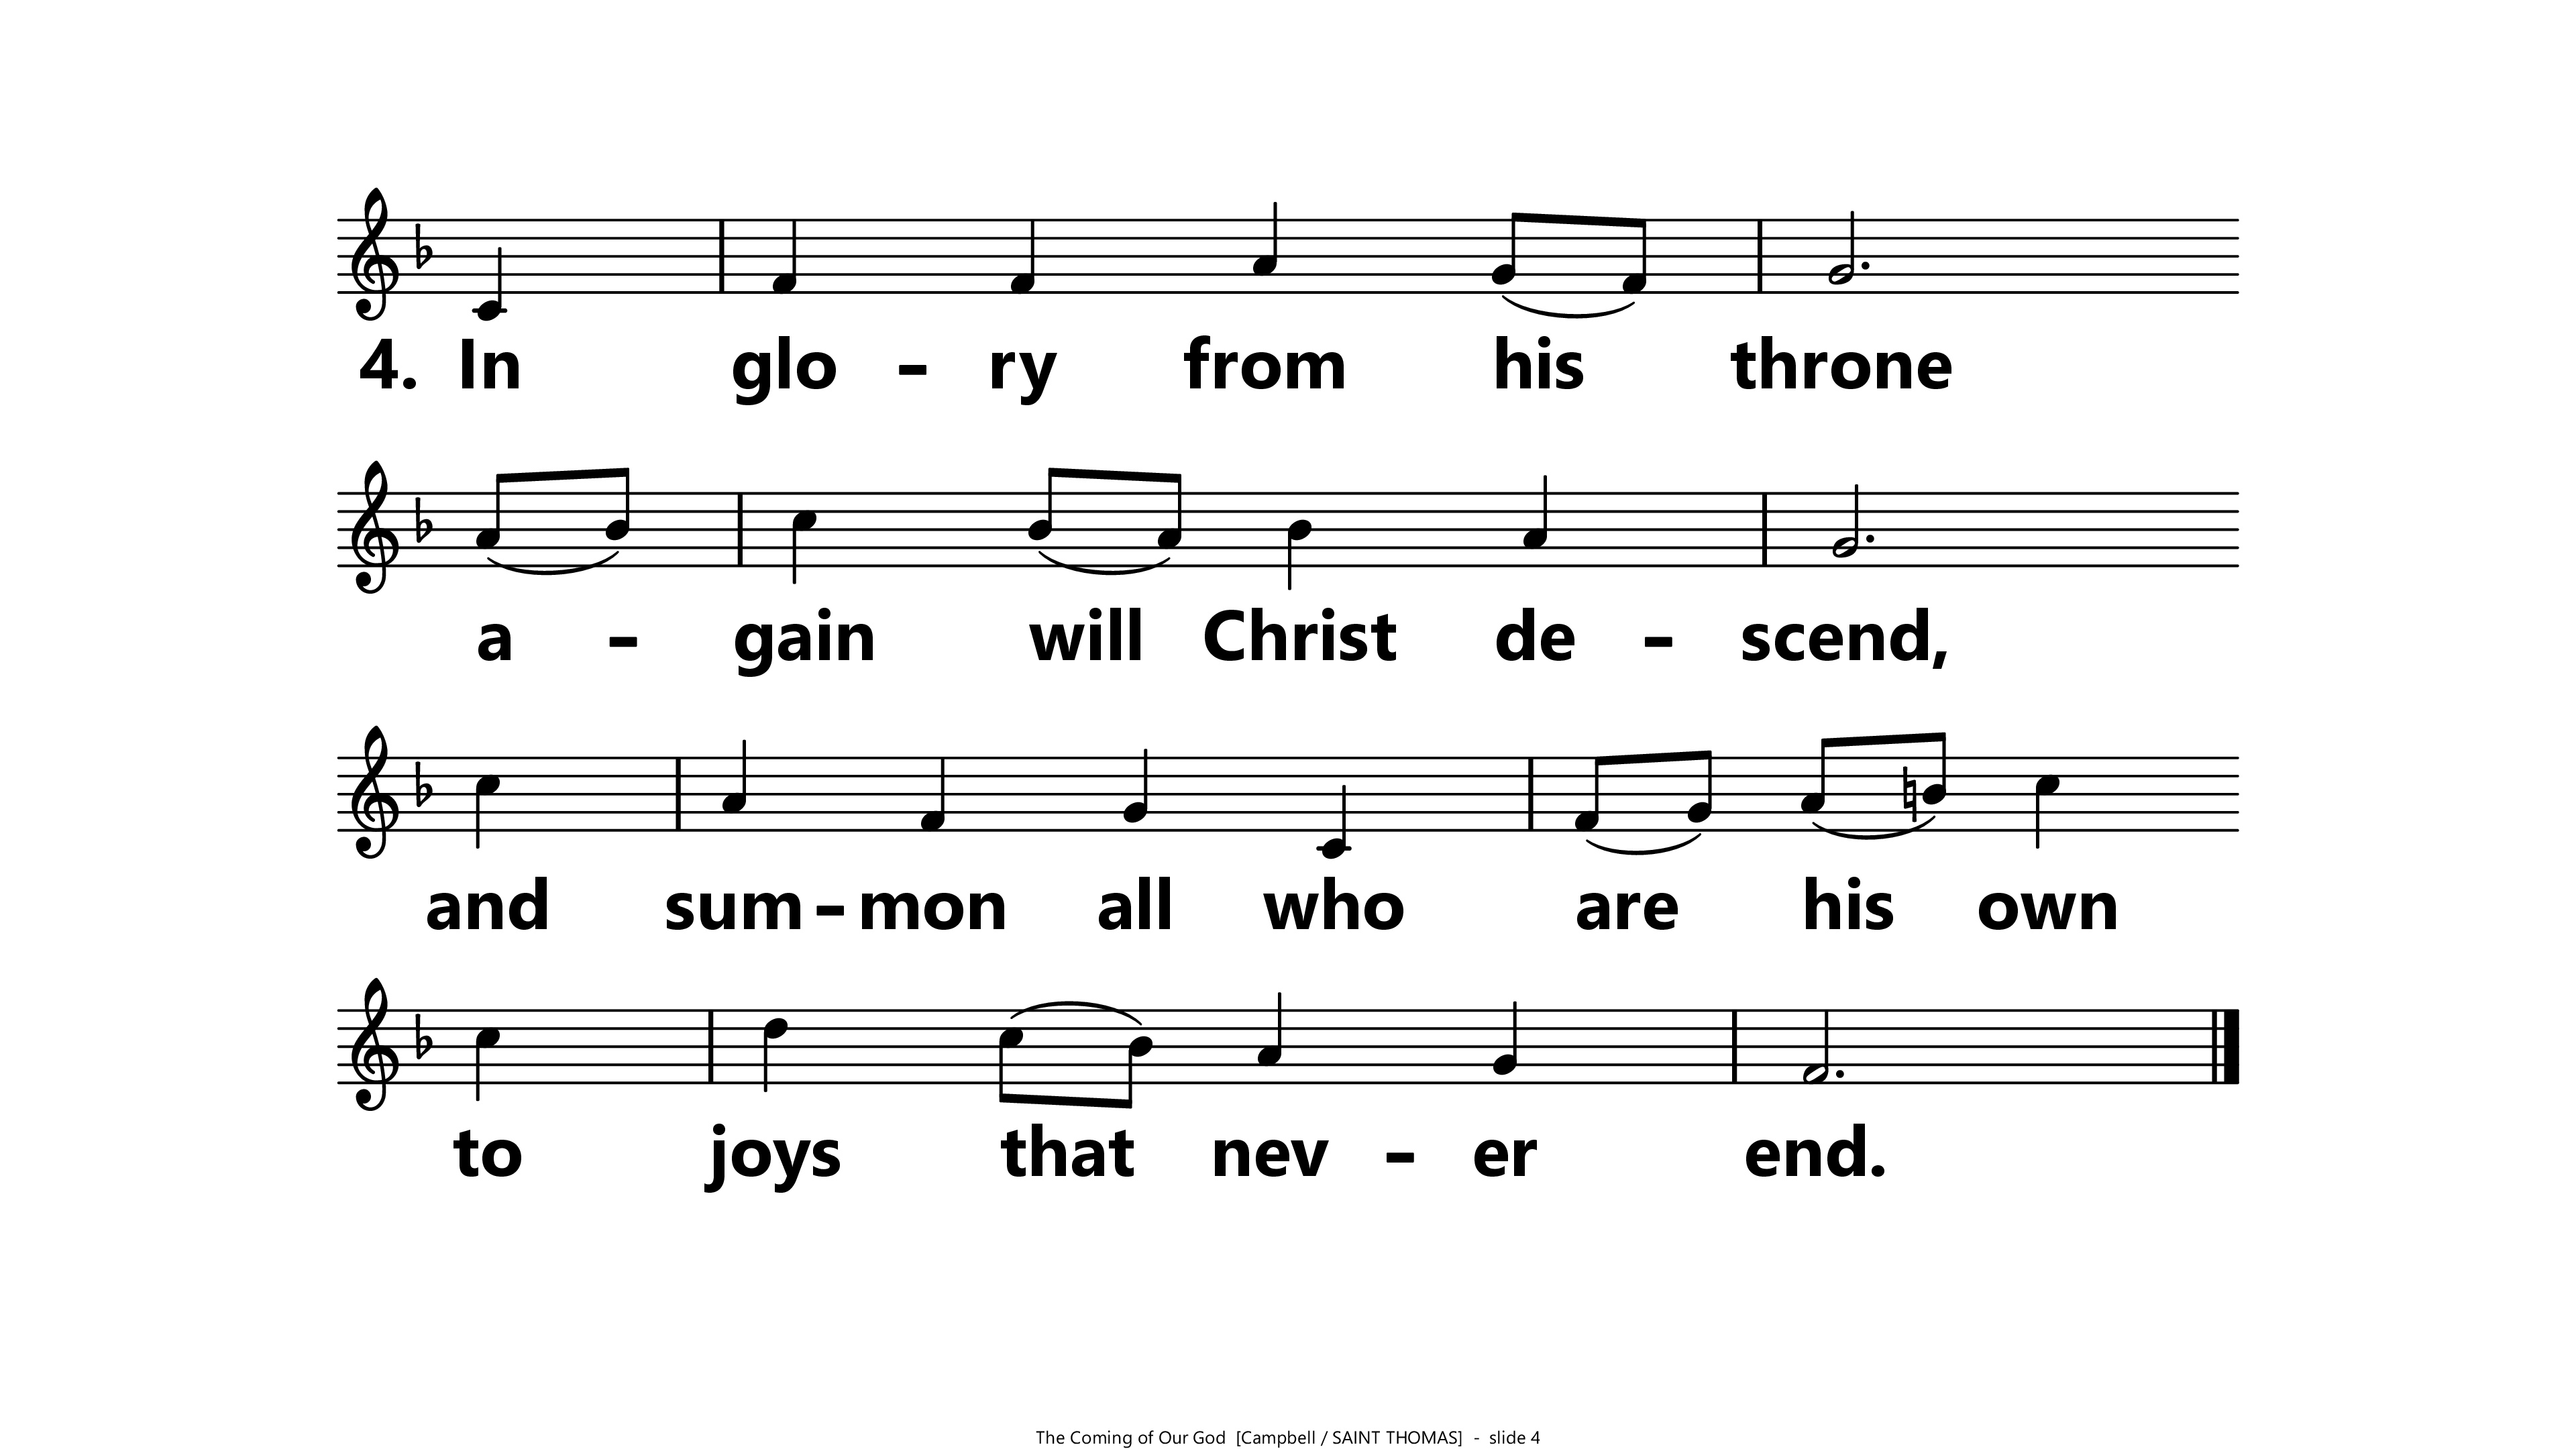 4. In glo - ry from his throne
a - gain will Christ de - scend,
and sum - mon all who are his own
to joys that nev - er end.
The Coming of Our God [Campbell / SAINT THOMAS] - slide 4